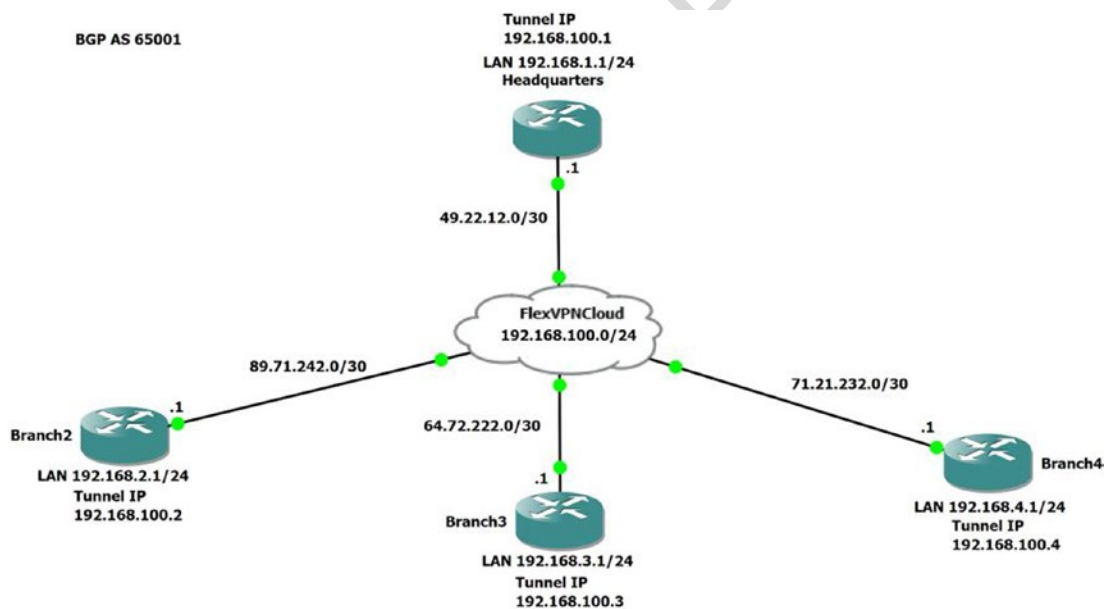 Tunnel IP
192.168.100.1
BGP AS 65001
LAN 192.168.1.1/24
Headquarters
.1
49.22.12.0/30
FlexVPNCloud
192.168.100.0/24
89.71.242.0/30
71.21.232.0/30
64.72.222.0/30
.1
Branch2
.1
Branch4
LAN 192.168.2.1/24
Tunnel IP
192.168.100.2
.1
Branch3
LAN 192.168.4.1/24
Tunnel IP
192.168.100.4
LAN 192.168.3.1/24
Tunnel IP
192.168.100.3